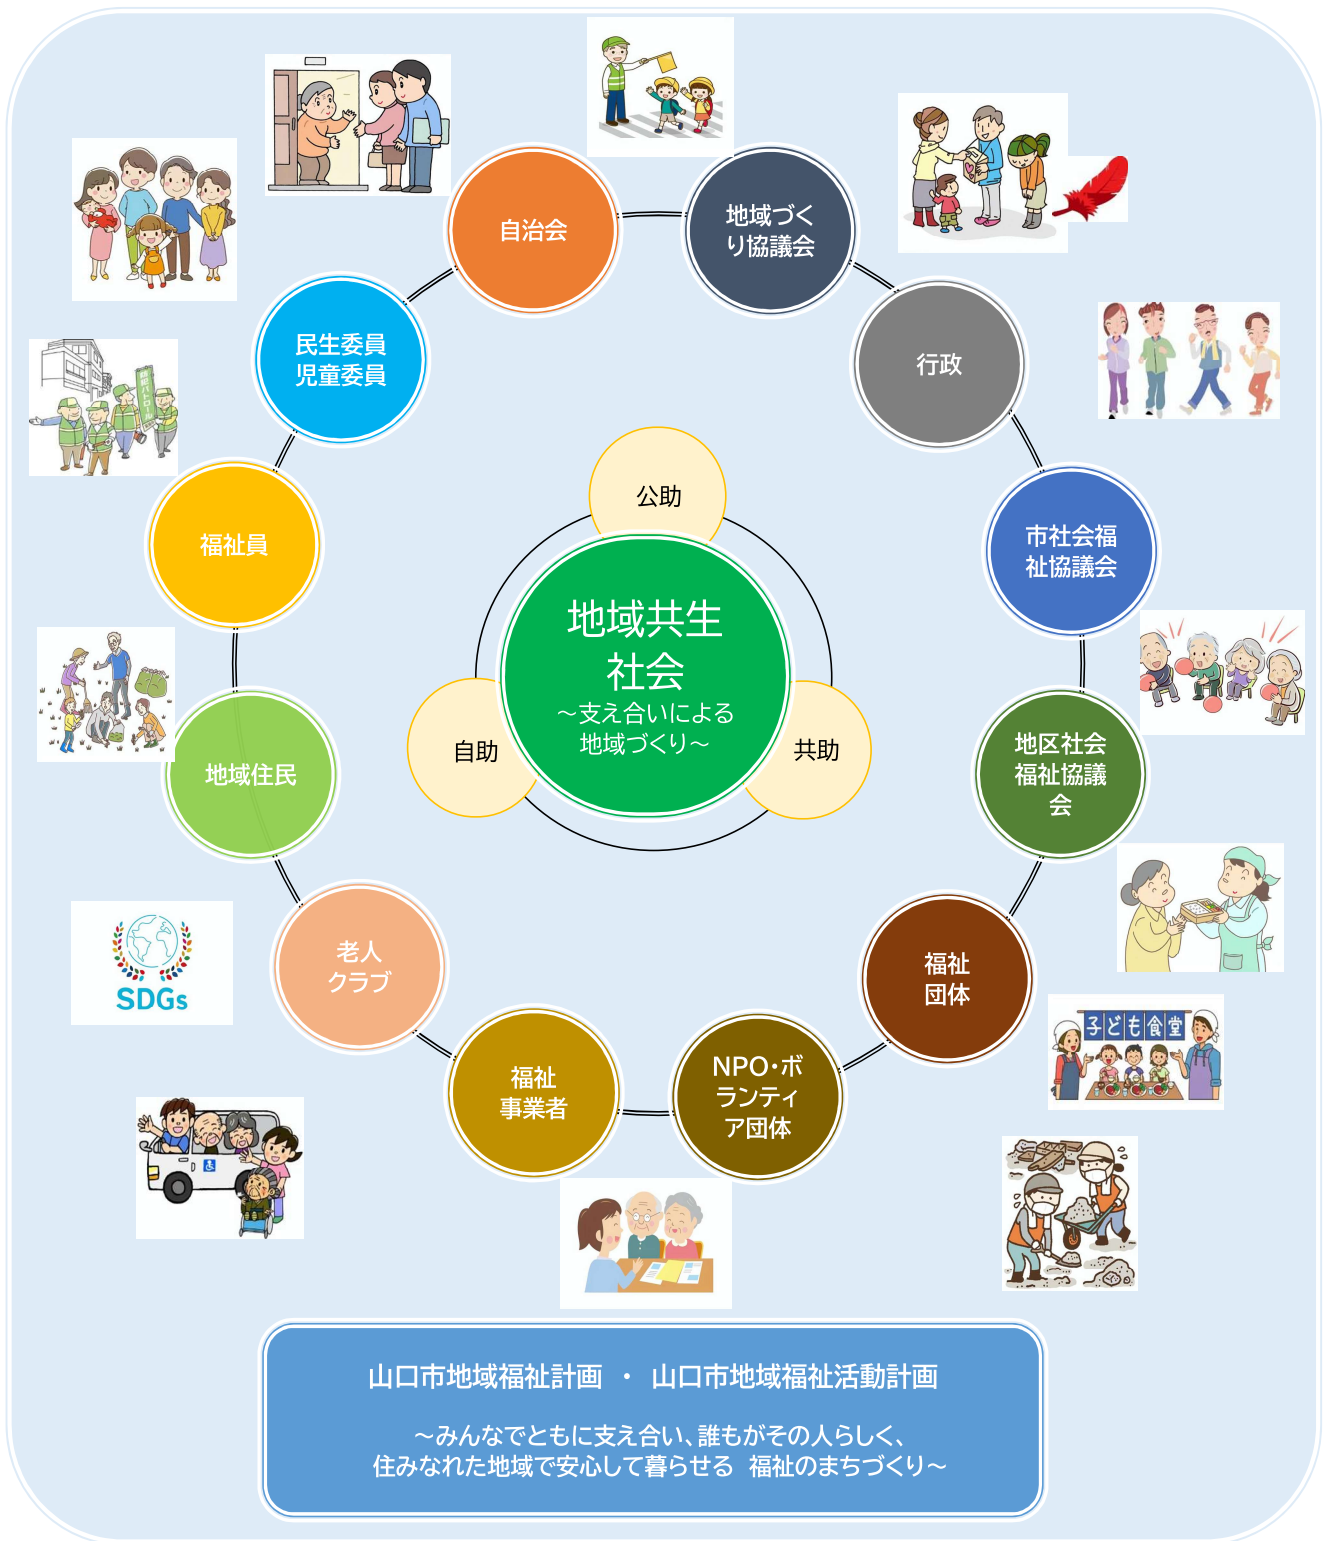 自治会
地域づく
り協議会
行政
民生委員
児童委員
市社会福
祉協議会
福祉員
公助
地域共生
社会
～支え合いによる
地域づくり～
自助
共助
地区社会
福祉協議
会
地域住民
老人
クラブ
福祉
団体
福祉
事業者
NPO・ボ
ランティ
ア団体
防犯パトロール
SDGs
子ども食堂
山口市地域福祉計画 ・ 山口市地域福祉活動計画
～みんなでともに支え合い、誰もがその人らしく、
住みなれた地域で安心して暮らせる 福祉のまちづくり～